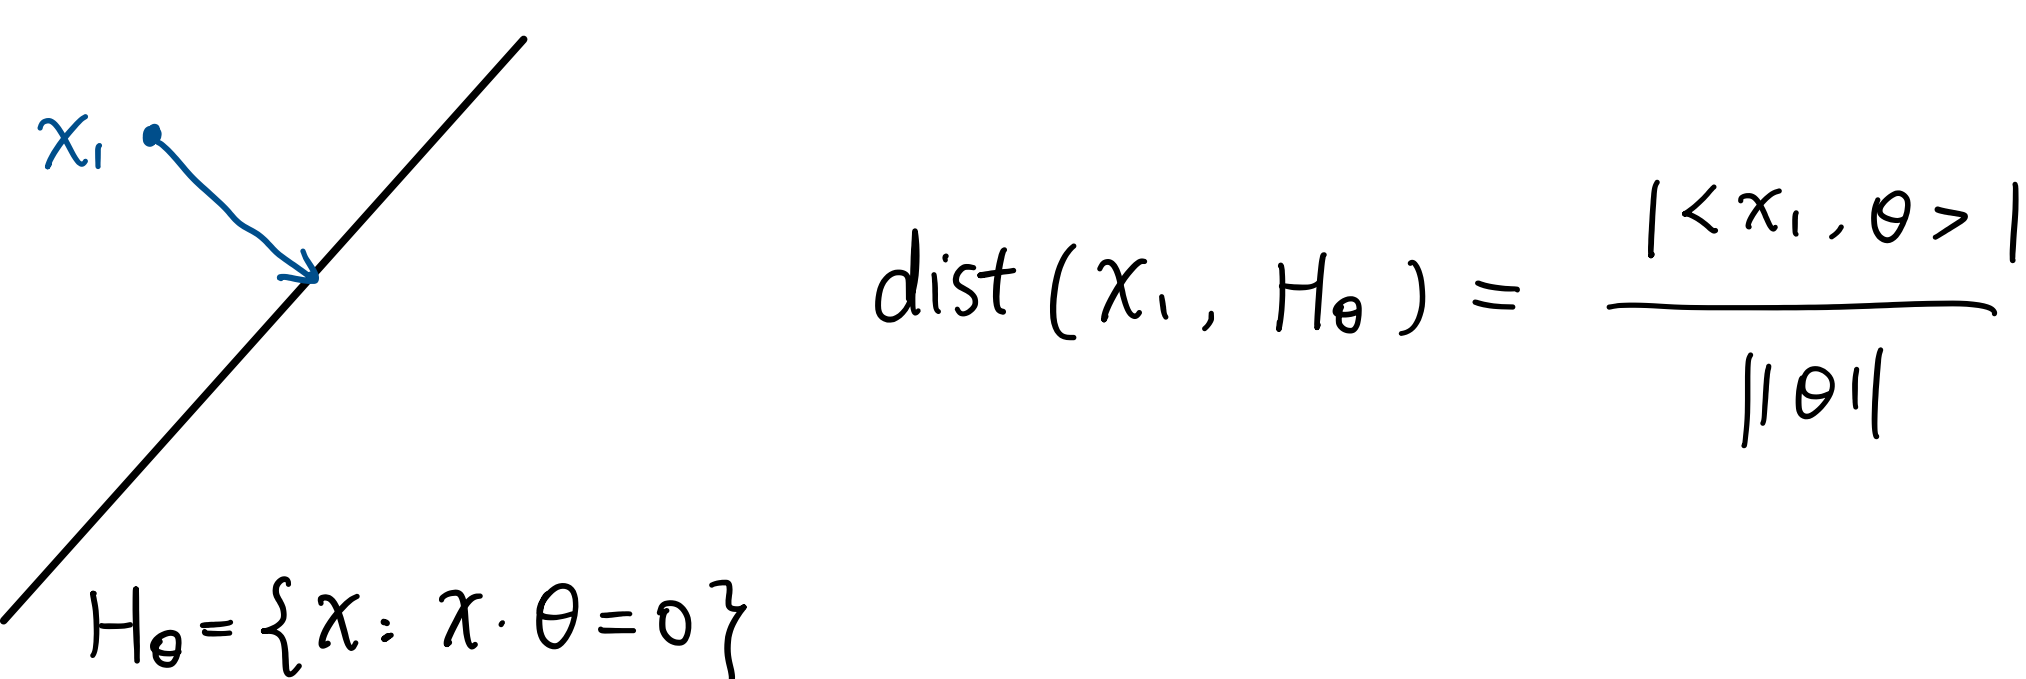 x₁
dist(x₁, H_θ) = |<x₁, θ>| / ||θ||
H_θ = {x: x · θ = 0}